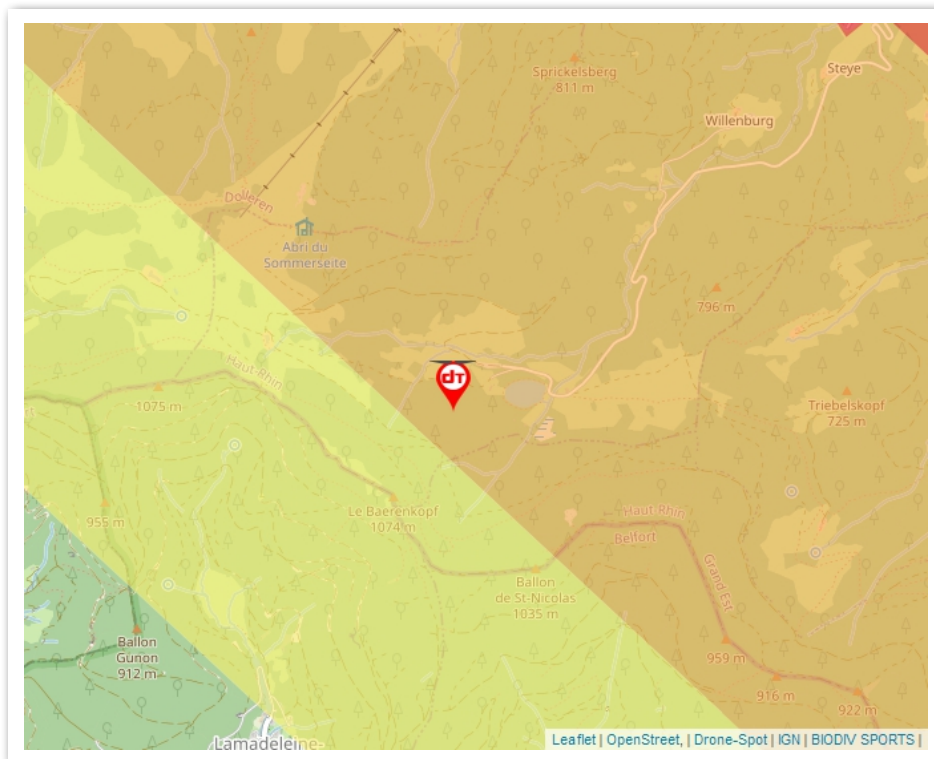 Sprickelsberg
811 m
Steye
Willenburg
Dolleren
Abri du
Sommerseite
796 m
dT
Haut-Rhin
1075 m
Triebelskopf
725 m
Le Baerenkopf
1074 m
955 m
Haut-Rhin
Belfort
Grand Est
Ballon
de St-Nicolas
1035 m
Ballon
Gunon
912 m
959 m
916 m
922 m
Lamadeleine-
Leaflet | OpenStreet, | Drone-Spot | IGN | BIODIV SPORTS |